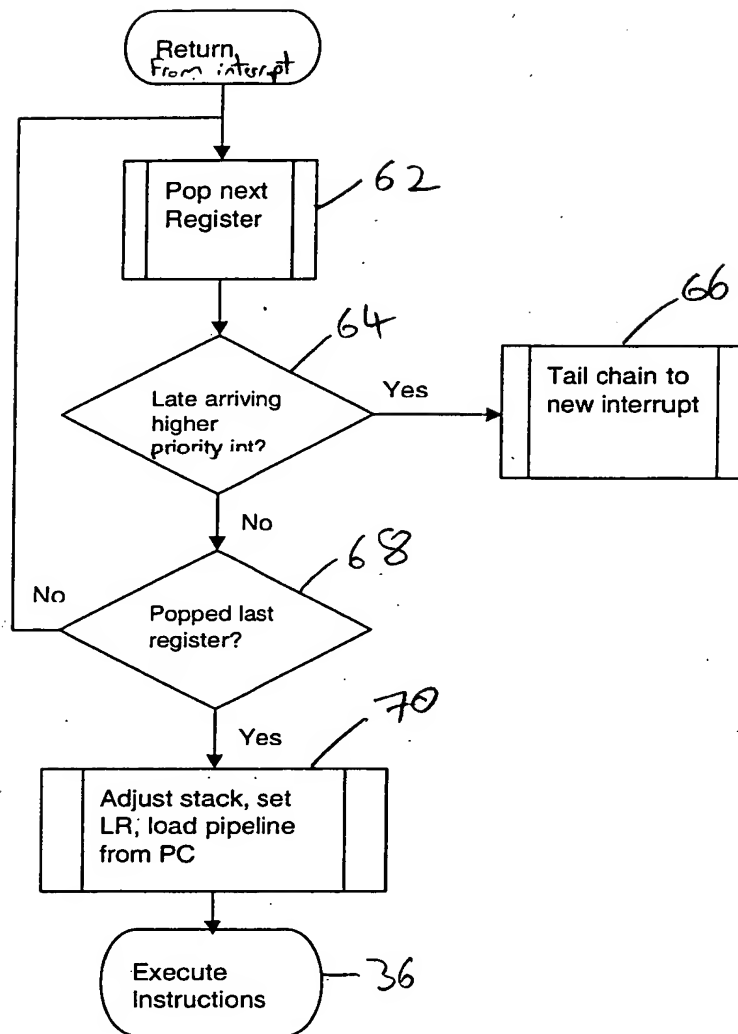 Return
From interrupt
Pop next
Register
62
64
Late arriving
higher
priority int?
Yes
66
Tail chain to
new interrupt
No
68
No
Popped last
register?
70
Yes
Adjust stack, set
LR, load pipeline
from PC
Execute
Instructions
36